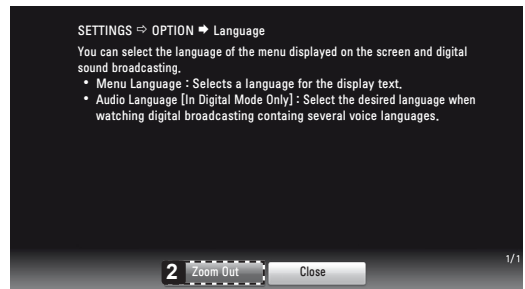 SETTINGS ⇨ OPTION ➡ Language
You can select the language of the menu displayed on the screen and digital
sound broadcasting.
• Menu Language : Selects a language for the display text.
• Audio Language [In Digital Mode Only] : Select the desired language when
watching digital broadcasting containg several voice languages.
1/1
2 Zoom Out Close